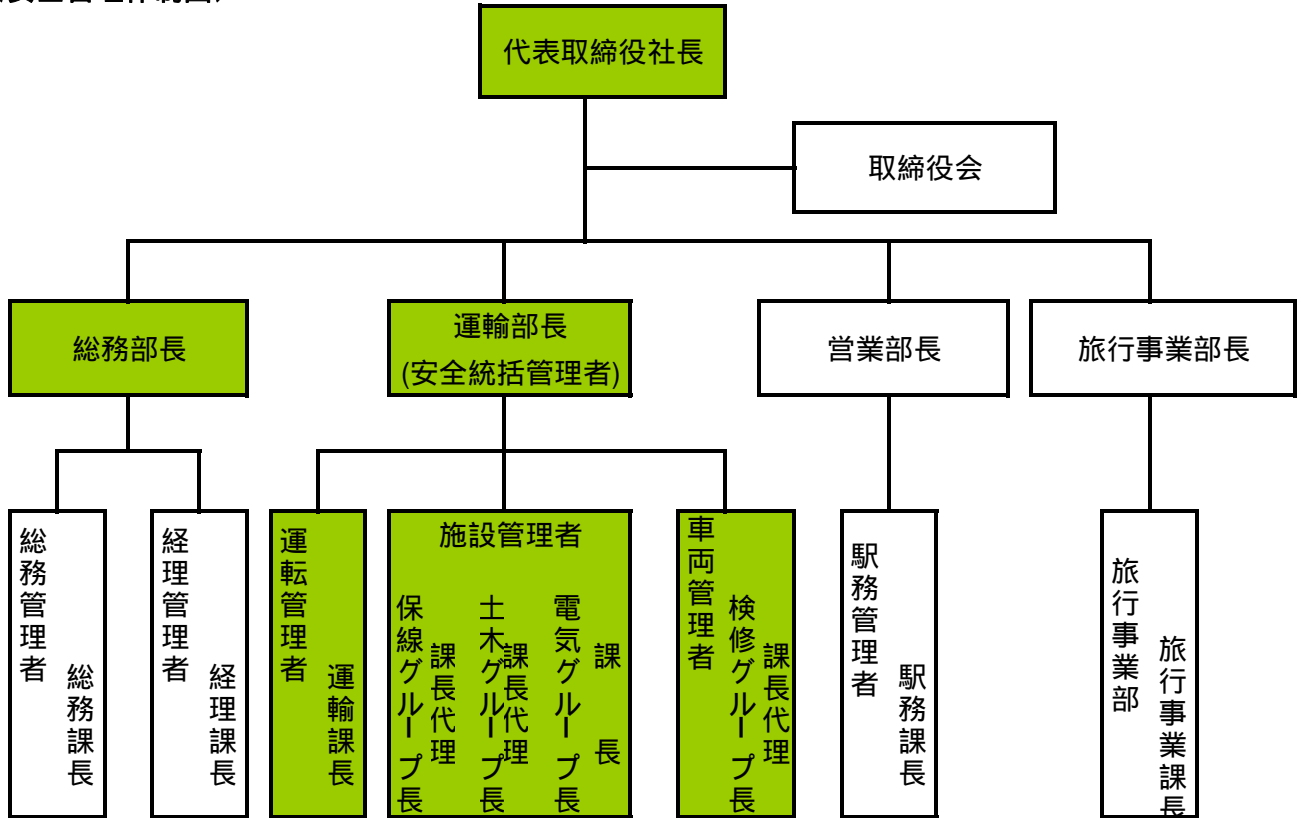 代表取締役社長
取締役会
総務部長
運輸部長
(安全統括管理者)
営業部長
旅行事業部長
総務管理者
総務課長
経理管理者
経理課長
運転管理者
運輸課長
施設管理者
保線グループ長
課長代理
土木グループ長
課長代理
電気グループ長
課長
車両管理者
検修グループ長
課長代理
駅務管理者
駅務課長
旅行事業部
旅行事業課長